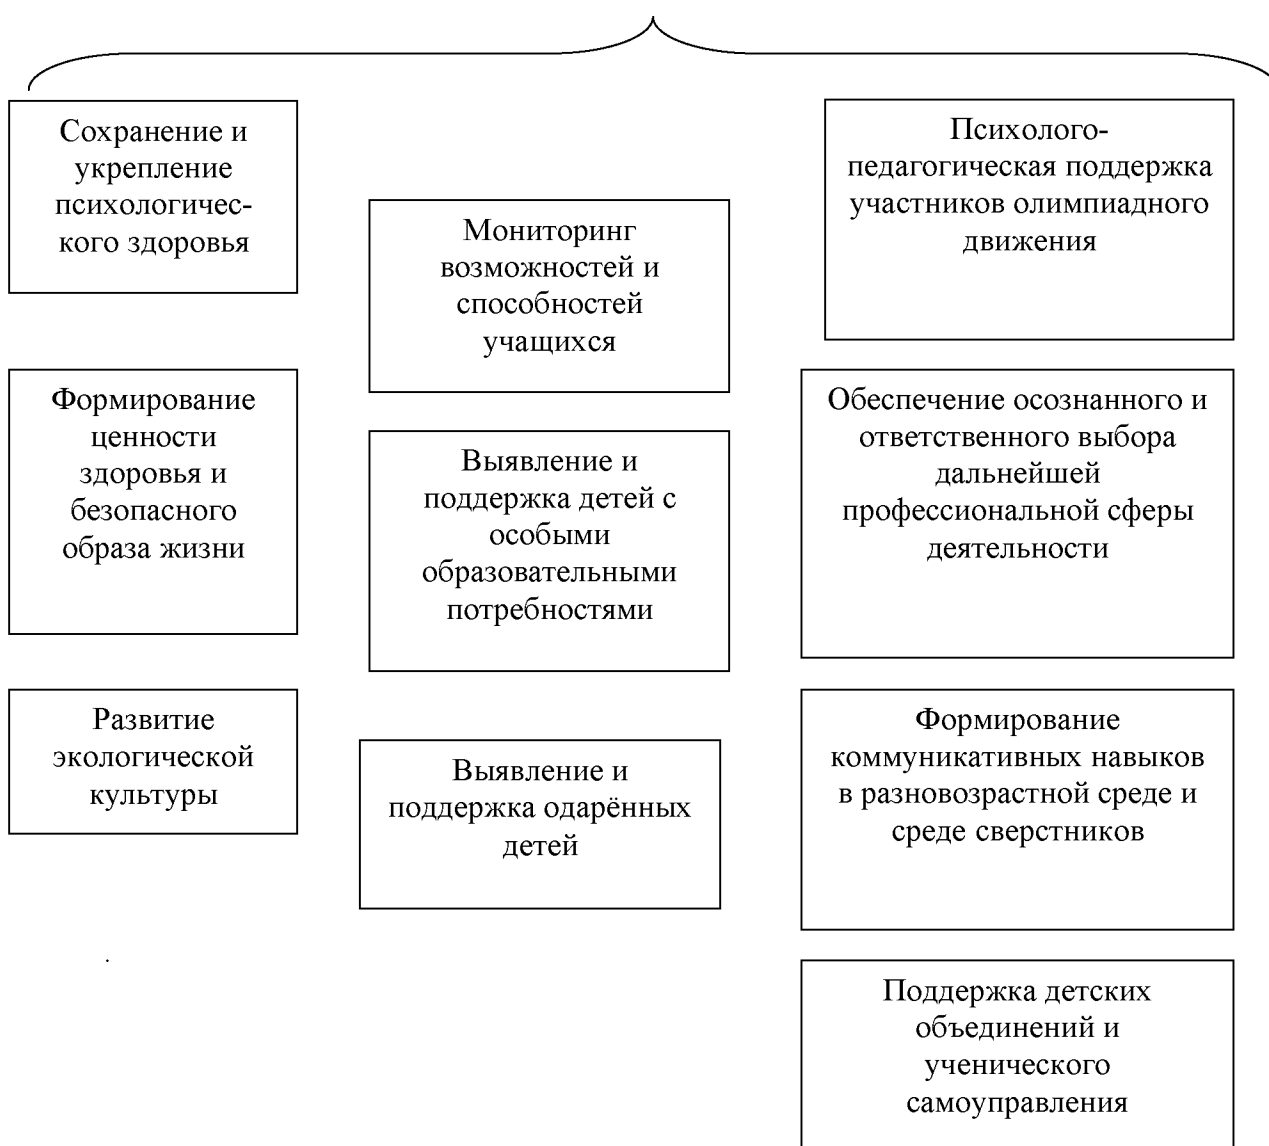 Сохранение и
укрепление
психологичес-
кого здоровья
Формирование
ценности
здоровья и
безопасного
образа жизни
Развитие
экологической
культуры
Мониторинг
возможностей и
способностей
учащихся
Выявление и
поддержка детей с
особыми
образовательными
потребностями
Выявление и
поддержка одарённых
детей
Психолого-
педагогическая поддержка
участников олимпиадного
движения
Обеспечение осознанного и
ответственного выбора
дальнейшей
профессиональной сферы
деятельности
Формирование
коммуникативных навыков
в разновозрастной среде и
среде сверстников
Поддержка детских
объединений и
ученического
самоуправления